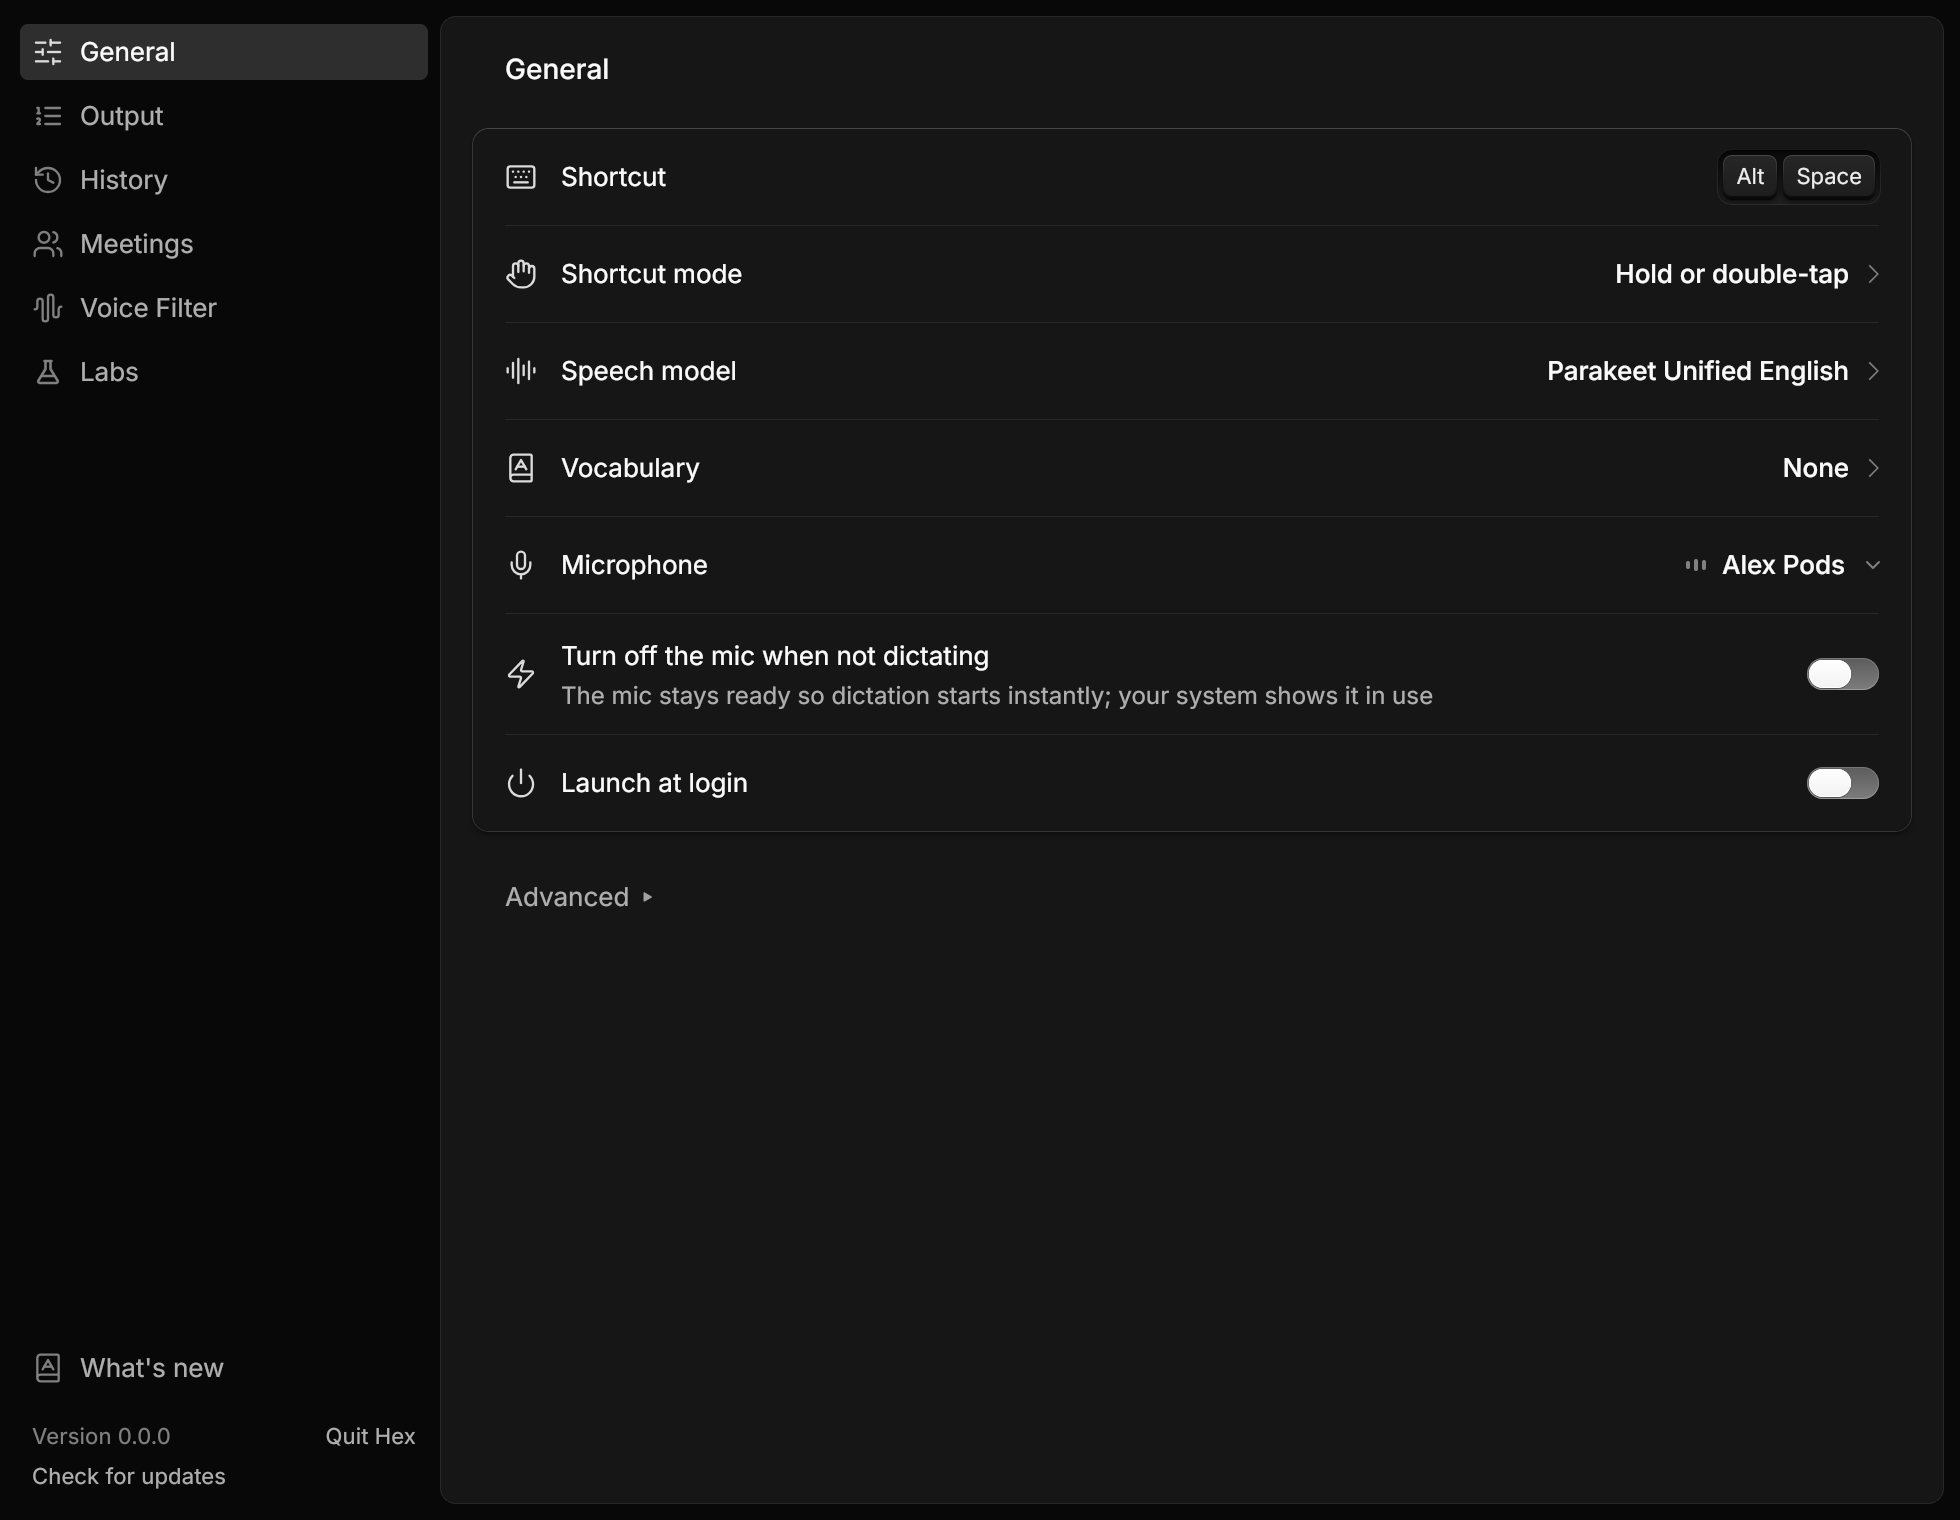 General
Output
History
Meetings
Voice Filter
Labs
What's new
Version 0.0.0
Quit Hex
Check for updates
General
Shortcut
Alt Space
Shortcut mode
Hold or double-tap
Speech model
Parakeet Unified English
Vocabulary
None
Microphone
Alex Pods
Turn off the mic when not dictating
The mic stays ready so dictation starts instantly; your system shows it in use
Launch at login
Advanced